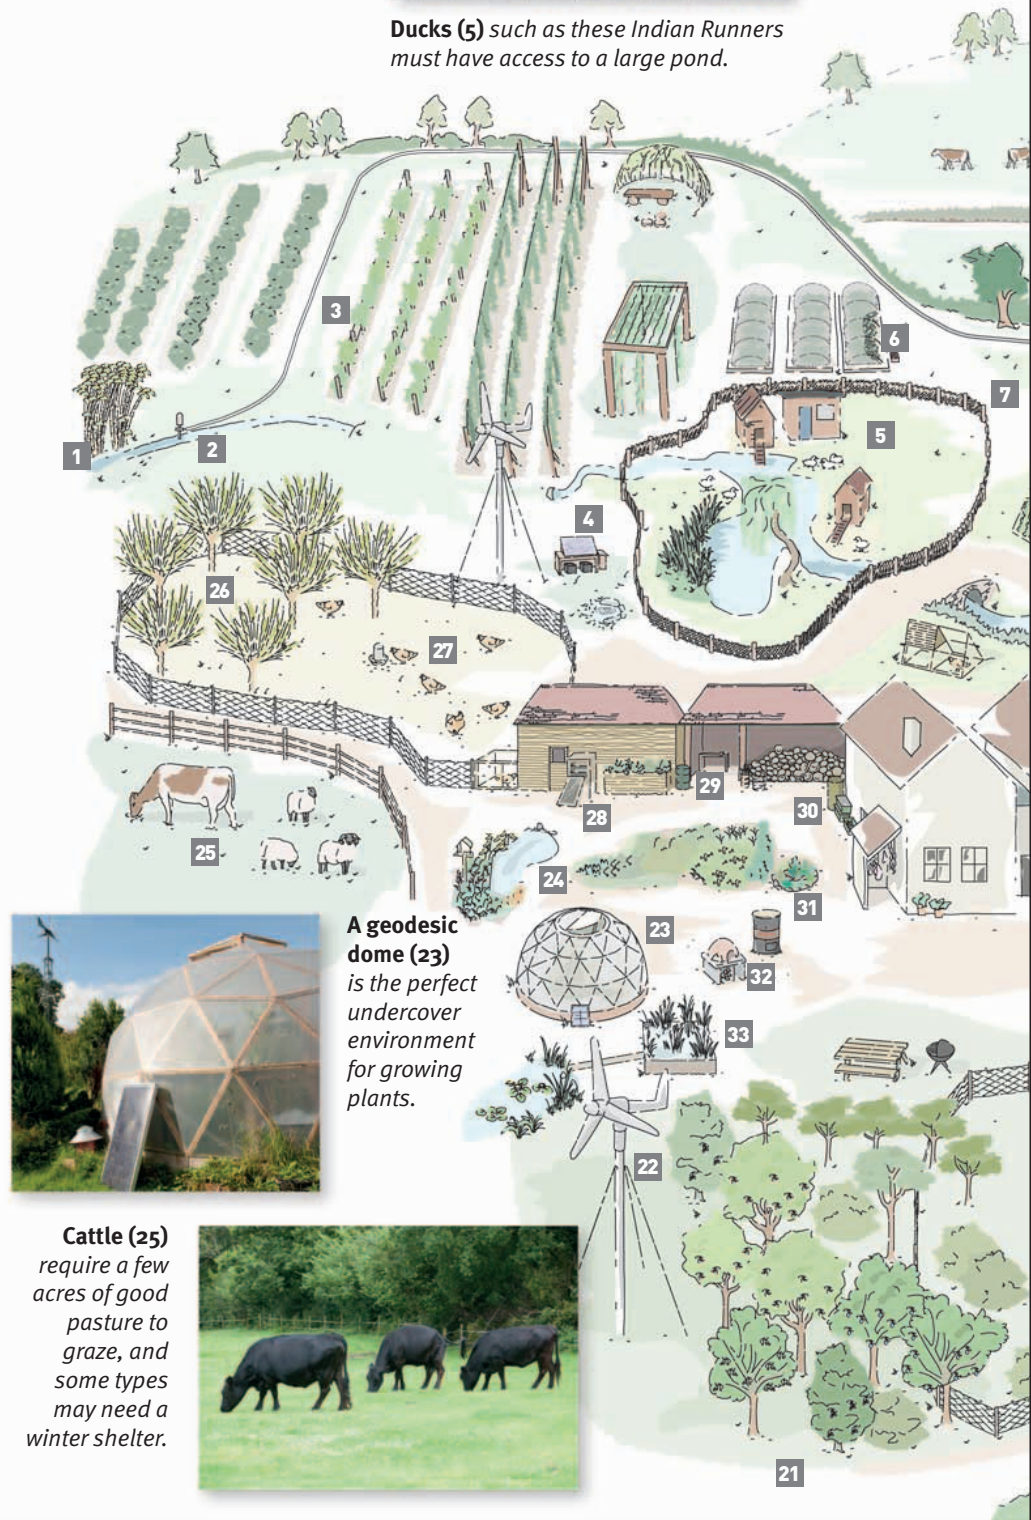 Ducks (5) such as these Indian Runners
must have access to a large pond.
3
6
7
5
1
2
4
26
27
29
28
30
25
24
31
23
32
A geodesic
dome (23)
is the perfect
undercover
environment
for growing
plants.
33
22
Cattle (25)
require a few
acres of good
pasture to
graze, and
some types
may need a
winter shelter.
21